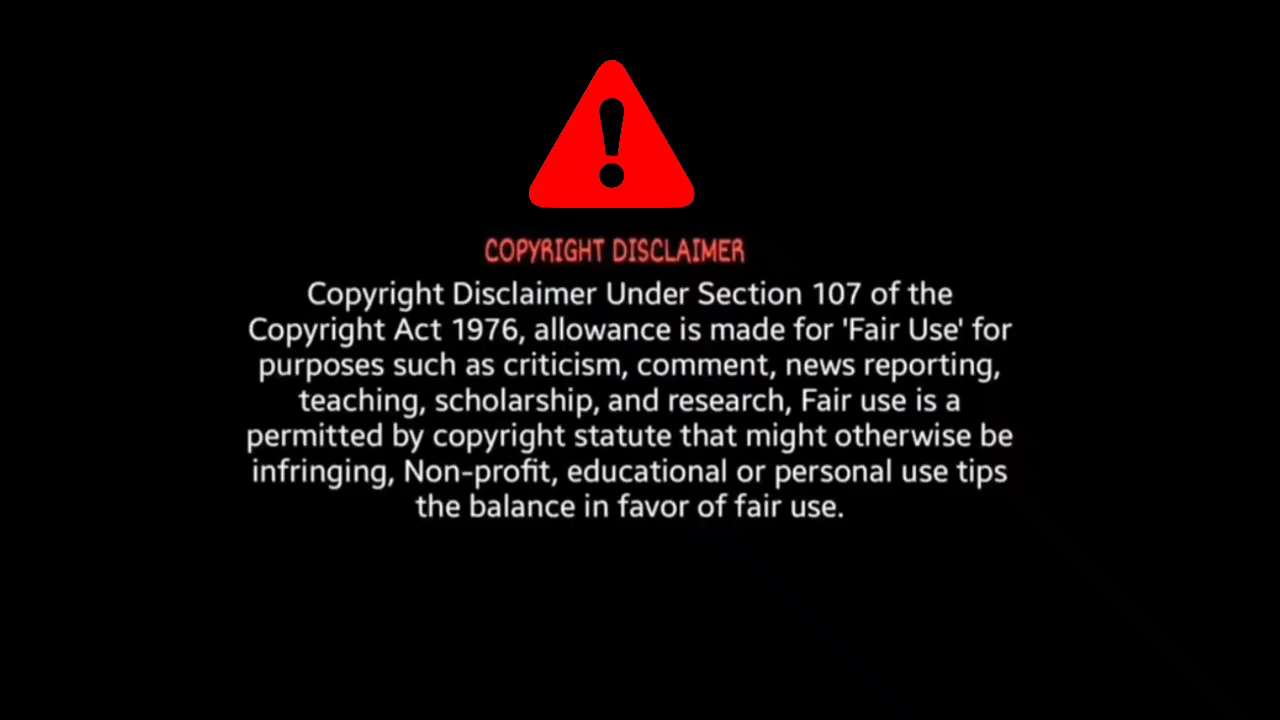 COPYRIGHT DISCLAIMER
Copyright Disclaimer Under Section 107 of the
Copyright Act 1976, allowance is made for 'Fair Use' for
purposes such as criticism, comment, news reporting,
teaching, scholarship, and research, Fair use is a
permitted by copyright statute that might otherwise be
infringing, Non-profit, educational or personal use tips
the balance in favor of fair use.